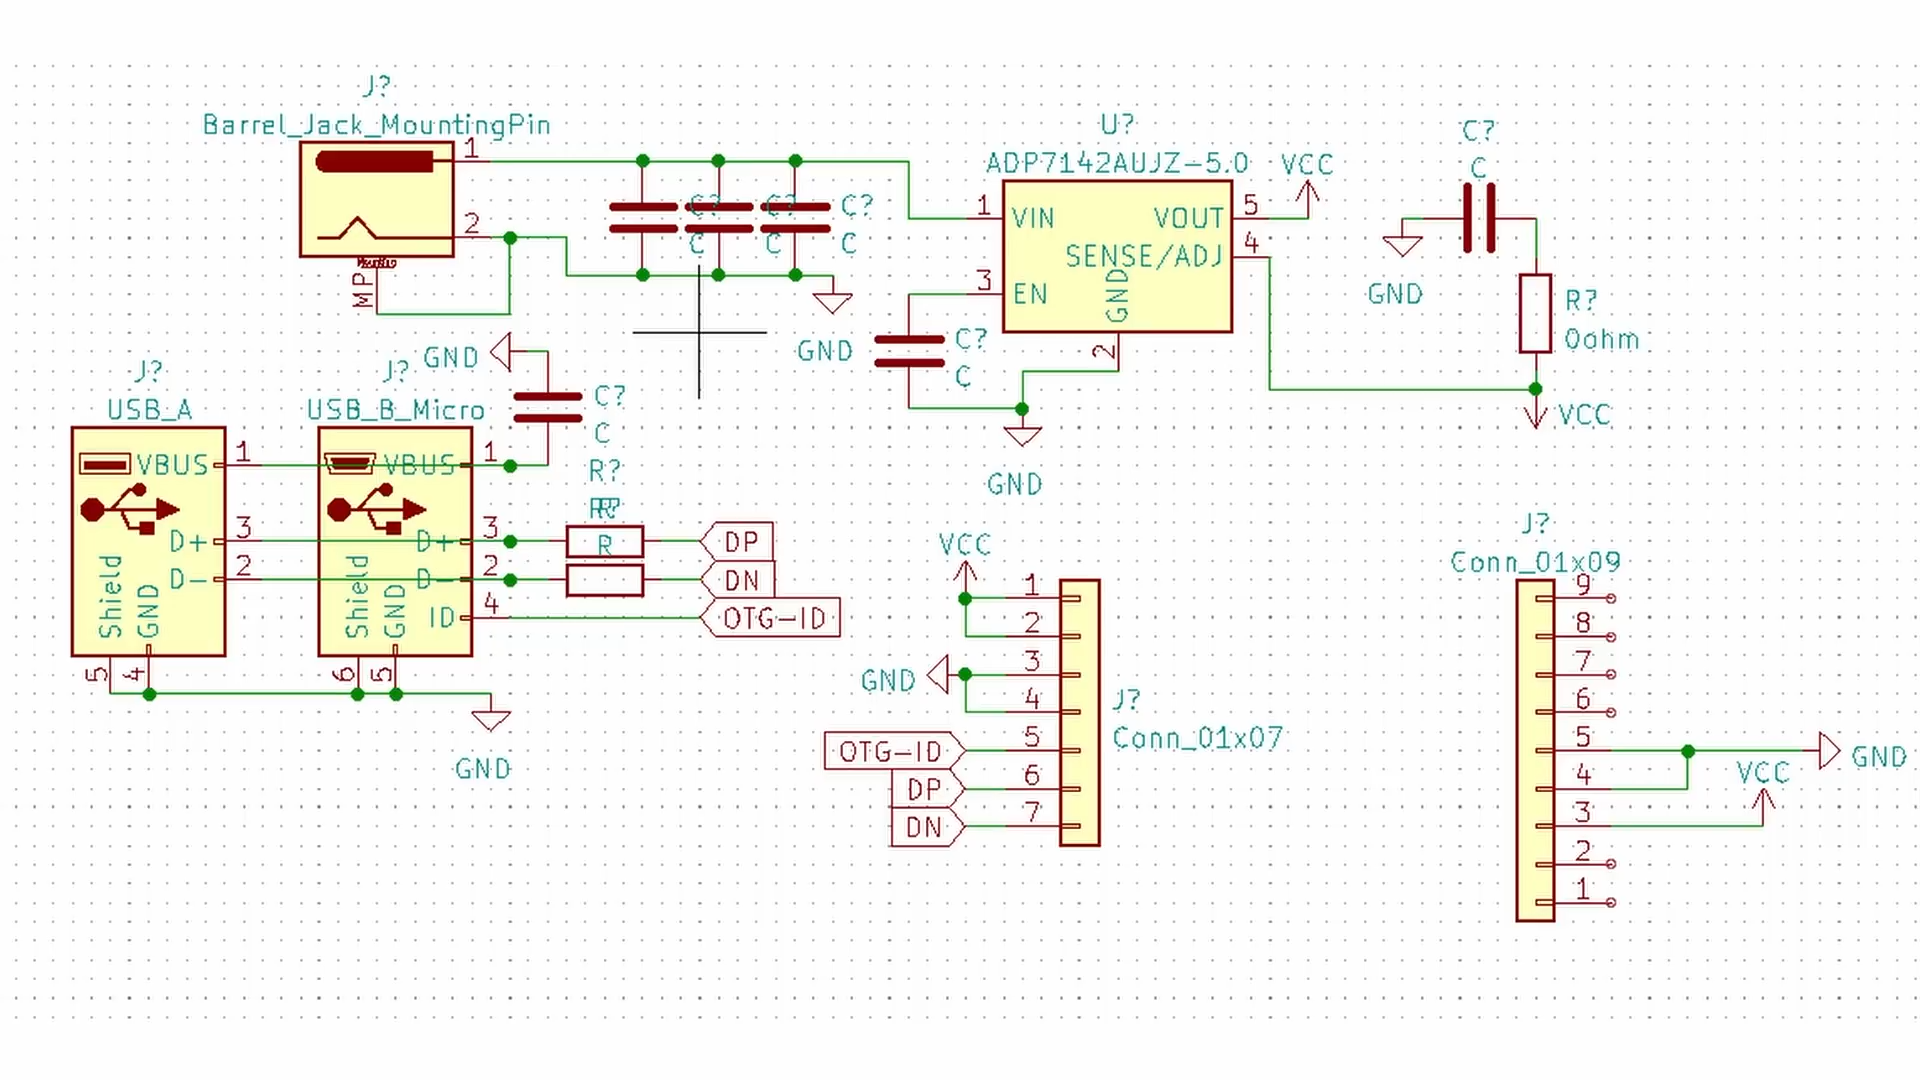 J?
Barrel_Jack_MountingPin
1
2
MP
C?
C
C?
C
C?
C
U?
ADP7142AUJZ-5.0
1
VIN
3
EN
VOUT
5
SENSE/ADJ
4
GND
2
VCC
C?
C
GND
R?
0ohm
VCC
GND
C?
C
GND
GND
C?
C
J?
USB_A
VBUS
1
D+
3
D-
2
Shield
GND
5
4
J?
USB_B_Micro
VBUS
1
D+
3
D-
2
ID
4
Shield
GND
6
5
GND
R?
R?
R
DP
DN
OTG-ID
VCC
GND
OTG-ID
DP
DN
1
2
3
4
5
6
7
J?
Conn_01x07
J?
Conn_01x09
9
8
7
6
5
4
3
2
1
GND
VCC